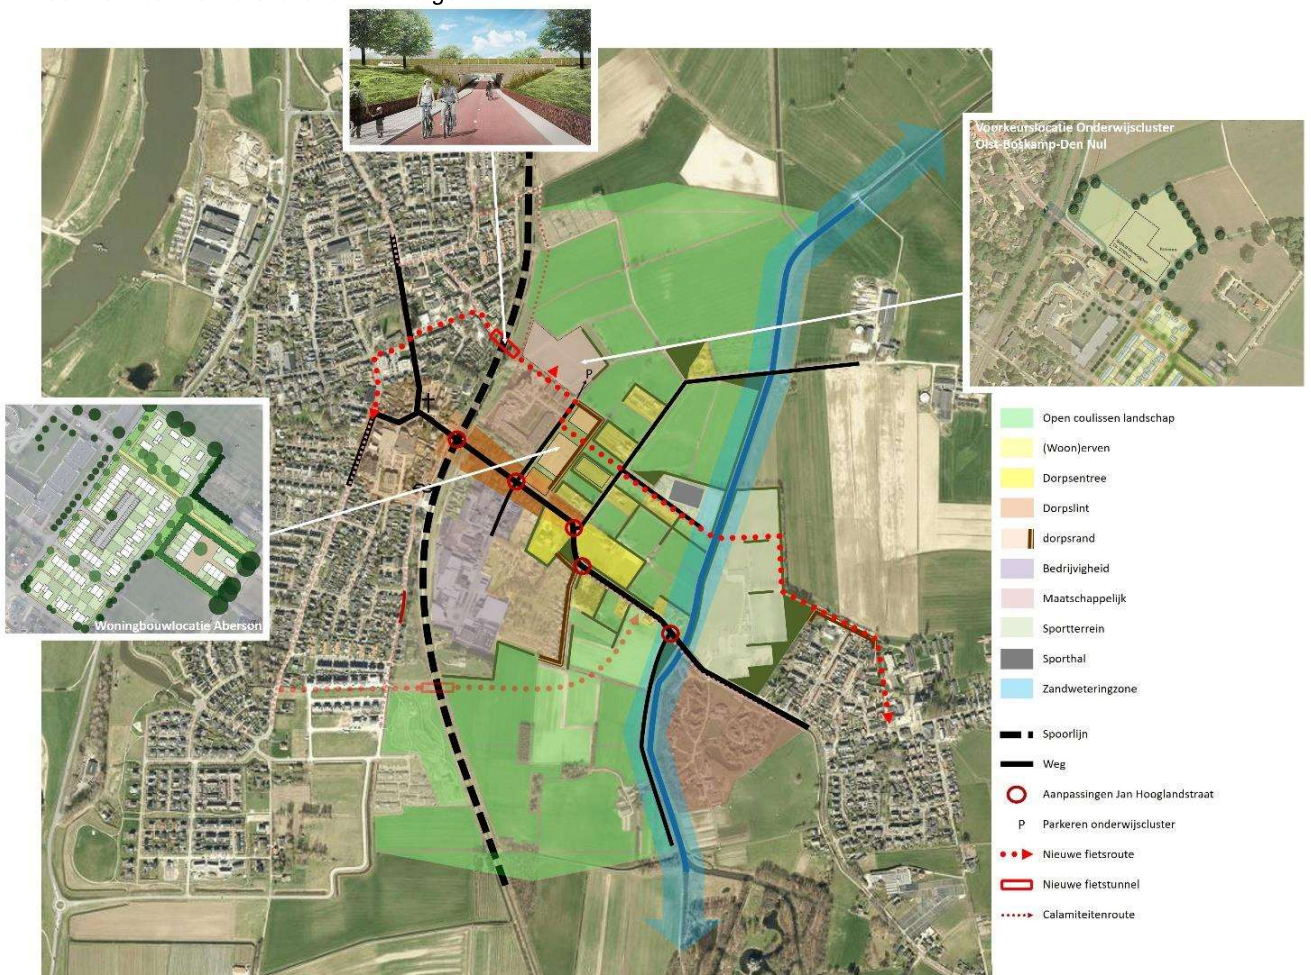 Voorkeurslocatie Onderwijscluster
Olst-Boskamp-Den Nul
P
Woningbouwlocatie Aberson
Open coulissen landschap
(Woon)erven
Dorpsentree
Dorpslint
dorpsrand
Bedrijvigheid
Maatschappelijk
Sportterrein
Sporthal
Zandweteringzone
Spoorlijn
Weg
Aanpassingen Jan Hooglandstraat
P Parkeren onderwijscluster
Nieuwe fietsroute
Nieuwe fietstunnel
Calamiteitenroute